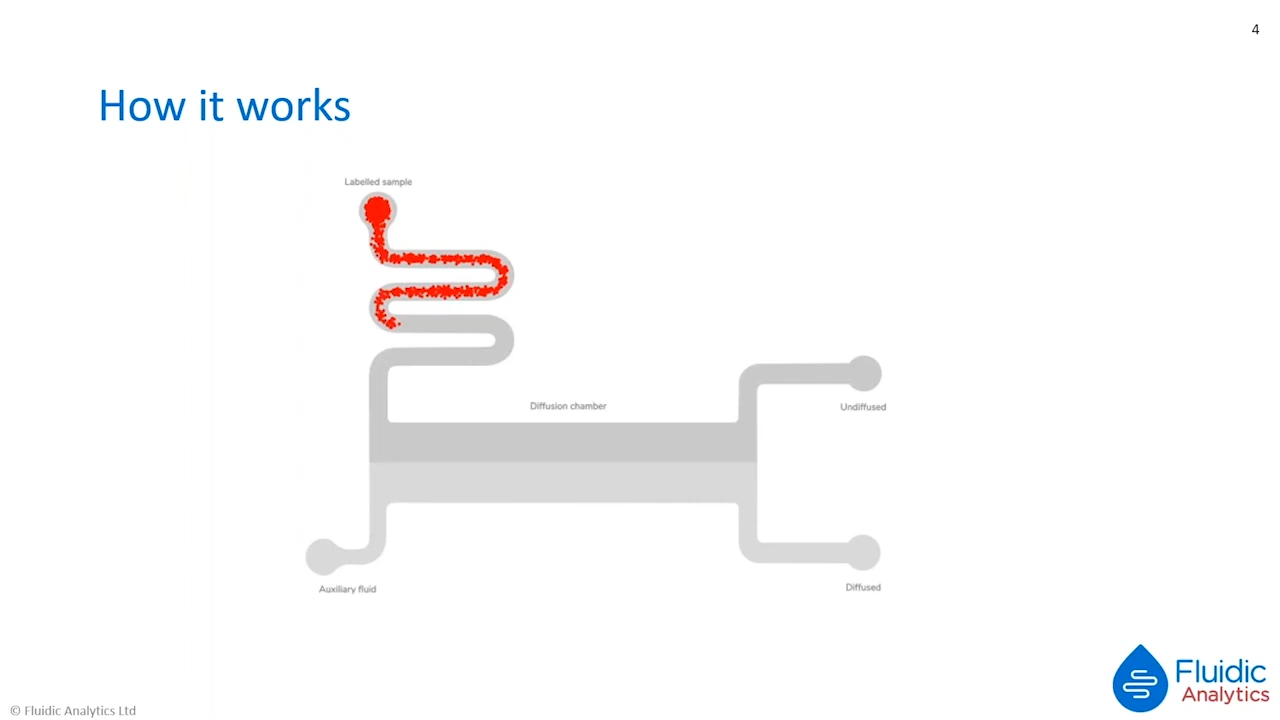 4
How it works
Labelled sample
Diffusion chamber
Undiffused
Auxiliary fluid
Diffused
Fluidic
Analytics
© Fluidic Analytics Ltd